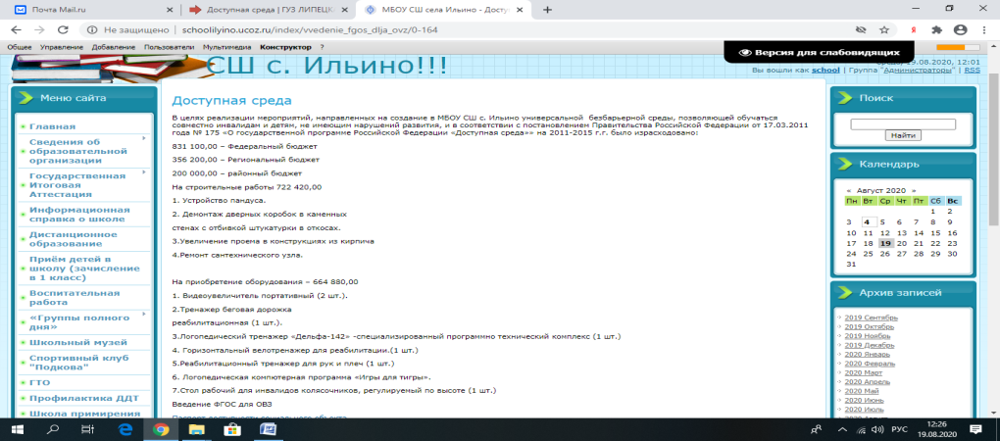 Почта Mail.ru
Доступная среда | ГУЗ ЛИПЕЦК
МБОУ СШ села Ильино - Досту
Не защищено | schoolilyino.ucoz.ru/index/vvedenie_fgos_dlja_ovz/0-164
Общее Управление Добавление Пользователи Мультимедиа Конструктор ?
Версия для слабовидящих
СШ с. Ильино!!!
19.08.2020, 12:01
Вы вошли как school | Группа "Администраторы" | RSS
Меню сайта
Главная
Сведения об
образовательной
организации
Государственная
Итоговая
Аттестация
Информационная
справка о школе
Дистанционное
образование
Приём детей в
школу (зачисление
в 1 класс)
Воспитательная
работа
«Группы полного
дня»
Школьный музей
Спортивный клуб
"Подкова"
ГТО
Профилактика ДДТ
Школа примирения
Доступная среда
В целях реализации мероприятий, направленных на создание в МБОУ СШ с. Ильино универсальной безбарьерной среды, позволяющей обучаться
совместно инвалидам и детям, не имеющим нарушений развития, и в соответствии с постановлением Правительства Российской Федерации от 17.03.2011
года № 175 «О государственной программе Российской Федерации «Доступная среда»» на 2011-2015 г.г. было израсходовано:
831 100,00 – Федеральный бюджет
356 200,00 – Региональный бюджет
200 000,00 – районный бюджет
На строительные работы 722 420,00
1. Устройство пандуса.
2. Демонтаж дверных коробок в каменных
стенах с отбивкой штукатурки в откосах.
3.Увеличение проема в конструкциях из кирпича
4.Ремонт сантехнического узла.
На приобретение оборудования – 664 880,00
1. Видеоувеличитель портативный (2 шт.).
2.Тренажер беговая дорожка
реабилитационная (1 шт.).
3.Логопедический тренажер «Дельфа-142» -специализированный программно технический комплекс (1 шт.)
4. Горизонтальный велотренажер для реабилитации.(1 шт.)
5.Реабилитационный тренажер для рук и плеч (1 шт.)
6. Логопедическая компютерная программа «Игры для тигры».
7.Стол рабочий для инвалидов колясочников, регулируемый по высоте (1 шт.)
Введение ФГОС для ОВЗ
Поиск
Найти
Календарь
« Август 2020 »
Пн Вт Ср Чт Пт Сб Вс
1 2
3 4 5 6 7 8 9
10 11 12 13 14 15 16
17 18 19 20 21 22 23
24 25 26 27 28 29 30
31
Архив записей
2019 Сентябрь
2019 Октябрь
2019 Ноябрь
2019 Декабрь
2020 Январь
2020 Февраль
2020 Март
2020 Апрель
2020 Май
2020 Июнь
2020 Июль
РУС
12:26
19.08.2020